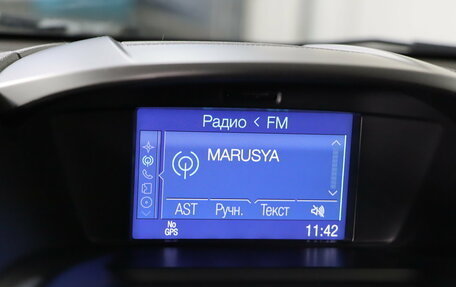 Радио < FM
MARUSYA
AST Ручн. Текст
No
GPS
11:42